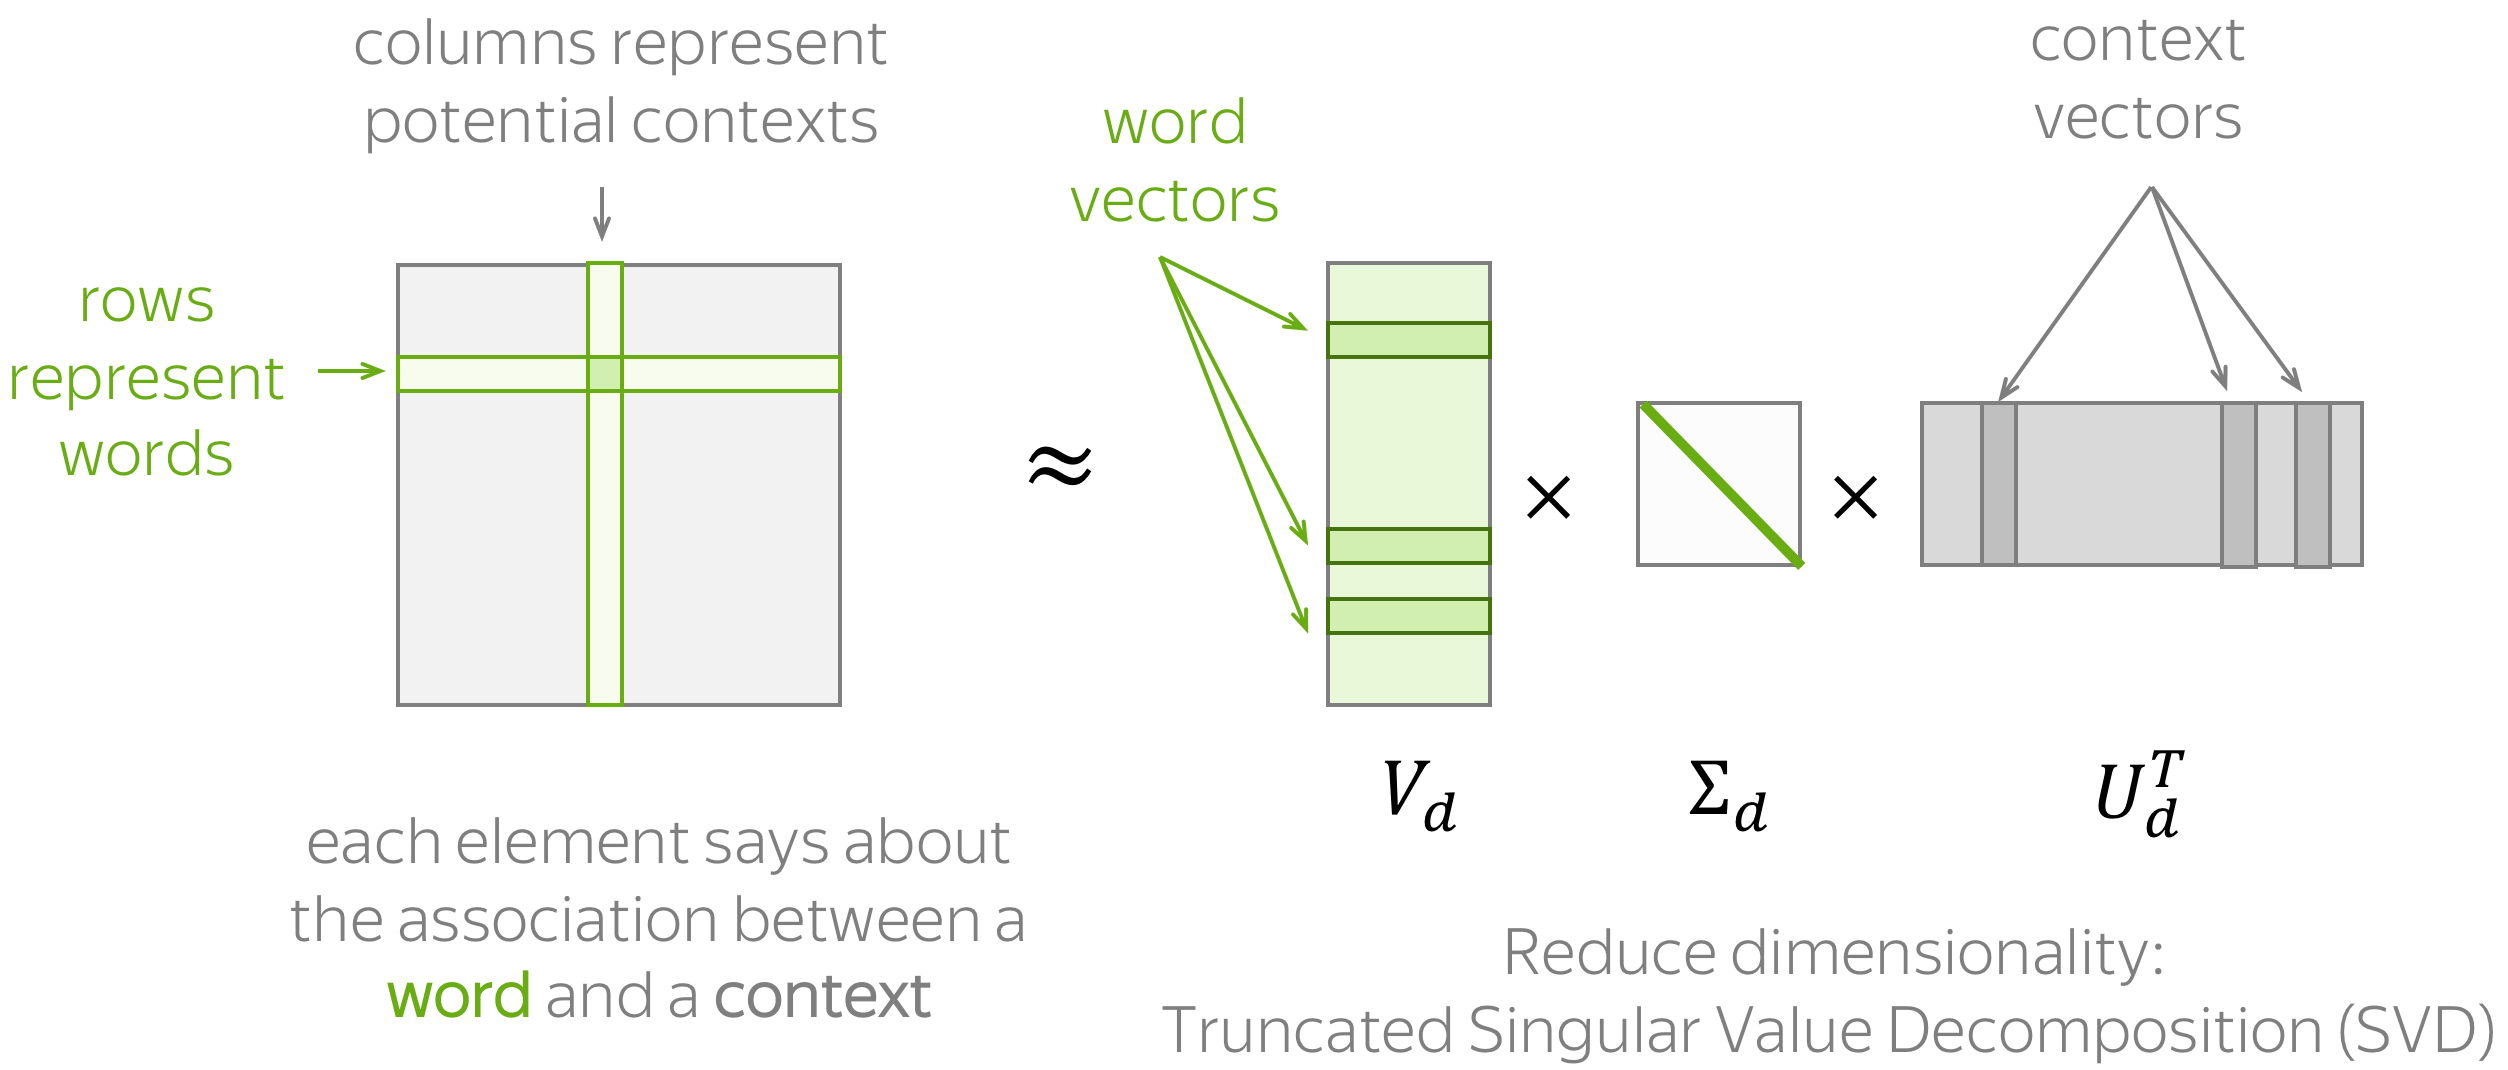 columns represent
potential contexts
rows
represent
words
each element says about
the association between a
word and a context
≈
word
vectors
×
×
context
vectors
V_d
Σ_d
U_d^T
Reduce dimensionality:
Truncated Singular Value Decomposition (SVD)